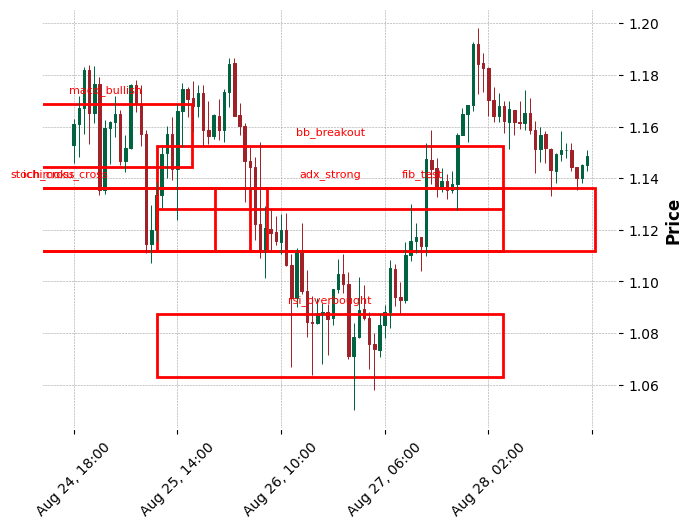 1.20
1.18
macd_bullish
1.16
bb_breakout
stoch_cross
ichimoku_cross
adx_strong
fib_test
1.14
1.12
Price
1.10
rsi_overbought
1.08
1.06
Aug 24, 18:00
Aug 25, 14:00
Aug 26, 10:00
Aug 27, 06:00
Aug 28, 02:00